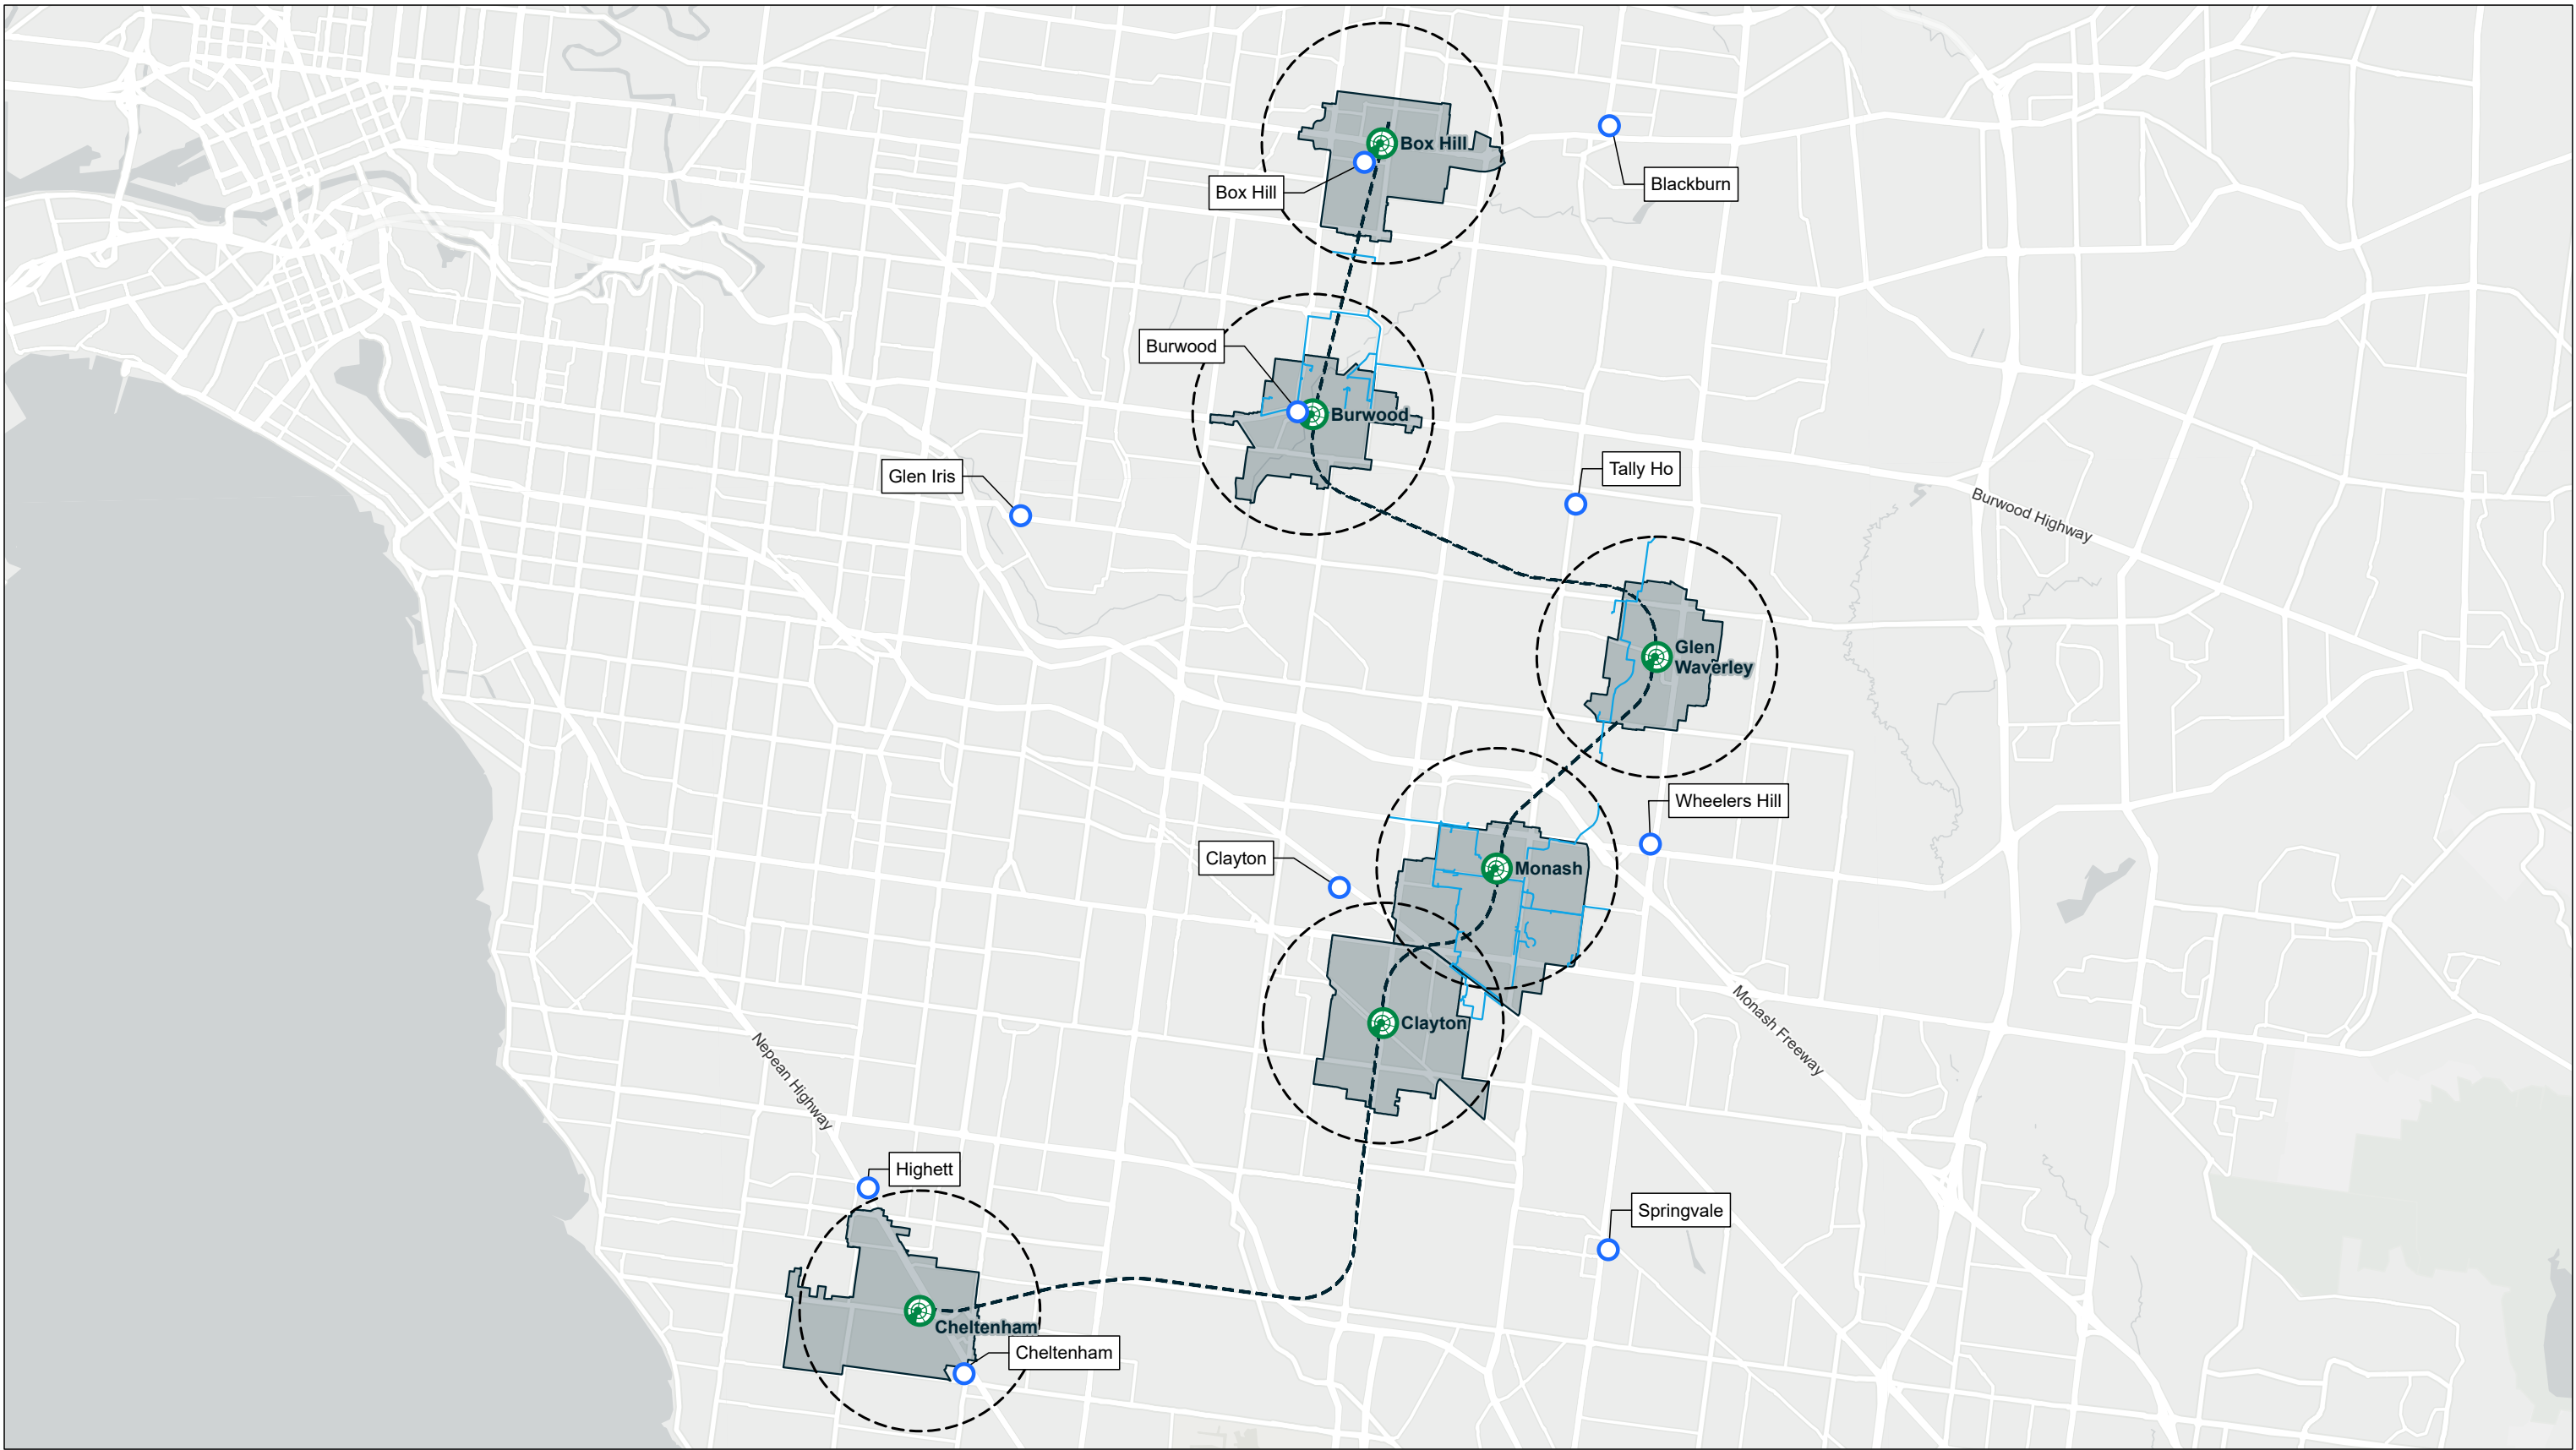 Box Hill
Blackburn
Box Hill
Burwood
Burwood
Tally Ho
Glen Iris
Burwood Highway
Glen
Waverley
Wheelers Hill
Clayton
Monash
Monash Freeway
Clayton
Nepean Highway
Highett
Springvale
Cheltenham
Cheltenham